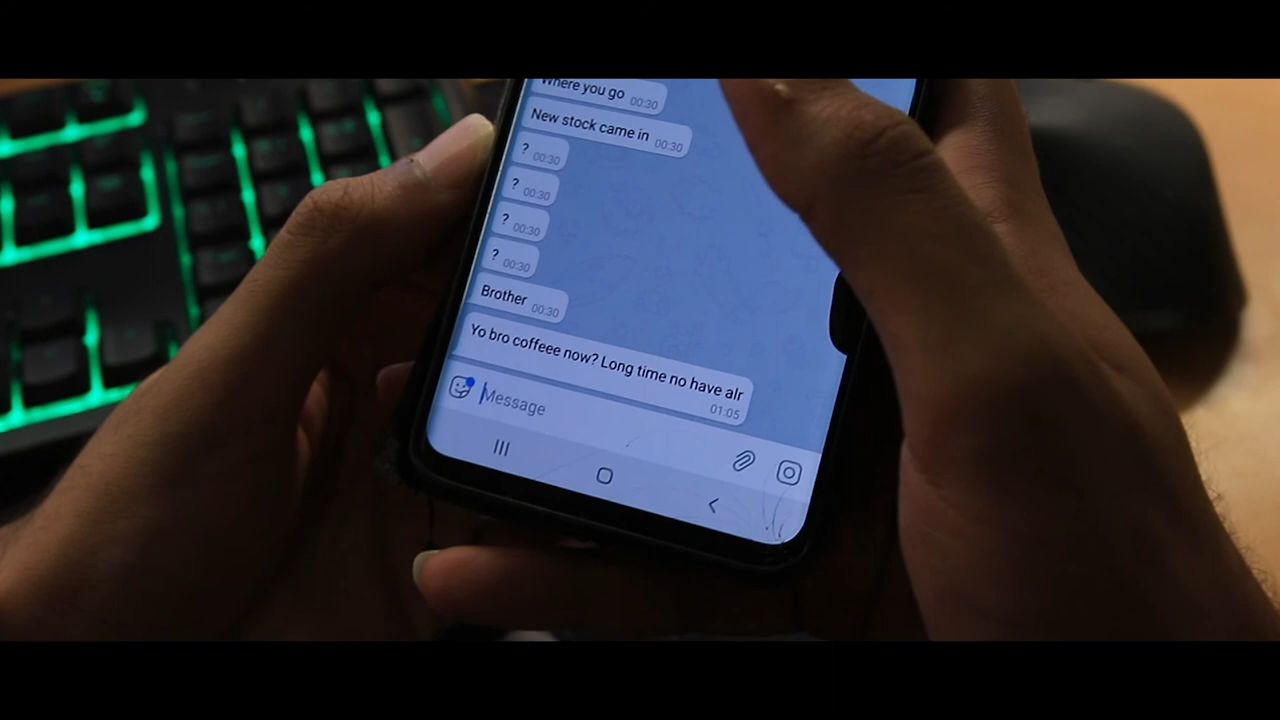 Where you go 00:30
New stock came in 00:30
? 00:30
? 00:30
? 00:30
? 00:30
Brother 00:30
Yo bro coffeee now? Long time no have alr
01:05
Message